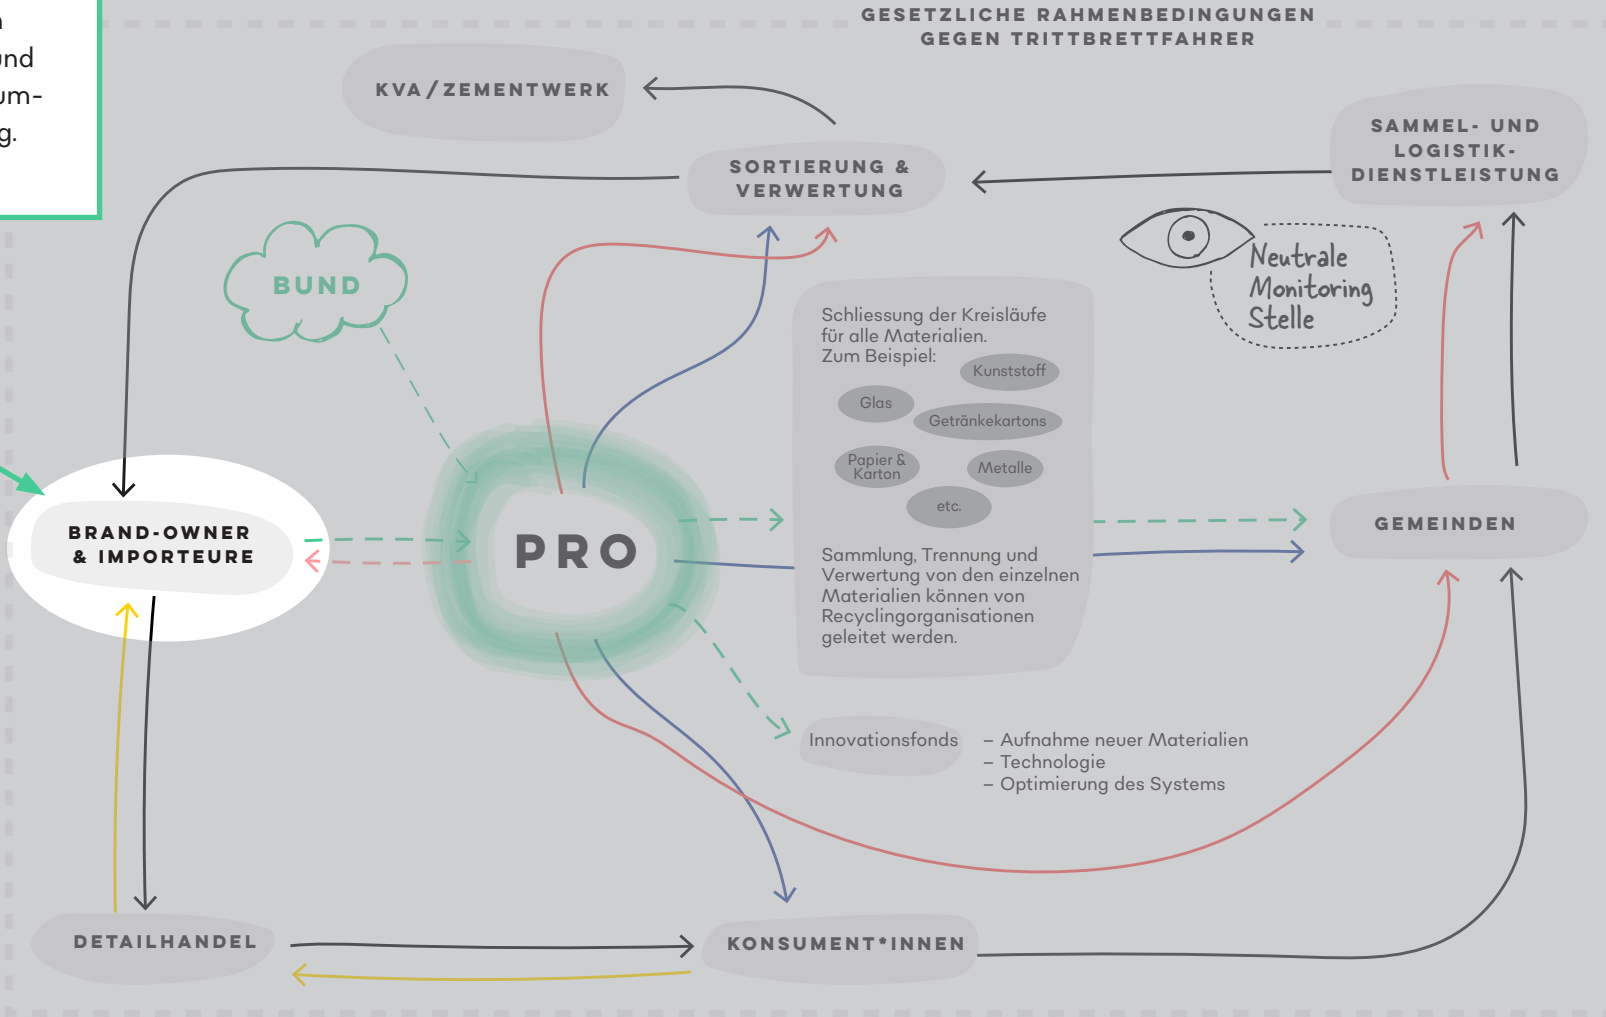 GESETZLICHE RAHMENBEDINGUNGEN
GEGEN TRITTBRETTFAHRER
KVA/ZEMENTWERK
SORTIERUNG &
VERWERTUNG
SAMMEL- UND
LOGISTIK-
DIENSTLEISTUNG
BUND
Neutrale
Monitoring
Stelle
Schliessung der Kreisläufe
für alle Materialien.
Zum Beispiel:
Kunststoff
Glas
Getränkekartons
Papier &
Karton
Metalle
etc.
Sammlung, Trennung und
Verwertung von den einzelnen
Materialien können von
Recyclingorganisationen
geleitet werden.
BRAND-OWNER
& IMPORTEURE
PRO
GEMEINDEN
Innovationsfonds
– Aufnahme neuer Materialien
– Technologie
– Optimierung des Systems
DETAILHANDEL
KONSUMENT*INNEN